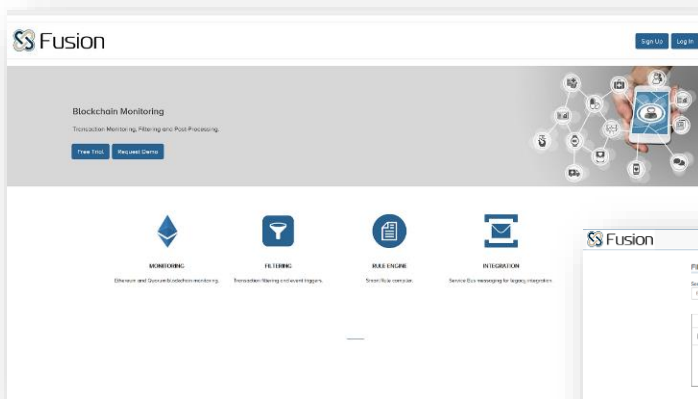 Fusion
Sign Up
Log In
Blockchain Monitoring
Transaction Monitoring, Filtering and Post-Processing.
Free Trial
Request Demo
MONITORING
FILTERING
RULE ENGINE
INTEGRATION
Ethereum and Quorum blockchain monitoring.
Transaction filtering and event triggers.
Smart Rule compiler.
Service Bus messaging for legacy integration.
Fusion